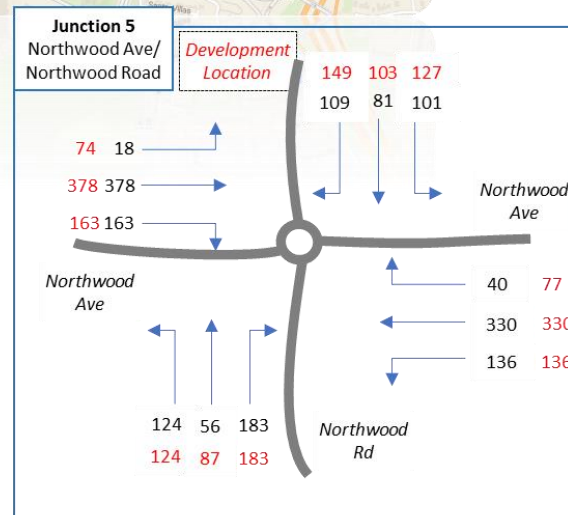 Junction 5
Northwood Ave/
Northwood Road
Development
Location
149 103 127
109 81 101
74 18
378 378
163 163
Northwood
Ave
Northwood
Ave
40 77
330 330
136 136
124 56 183
124 87 183
Northwood
Rd